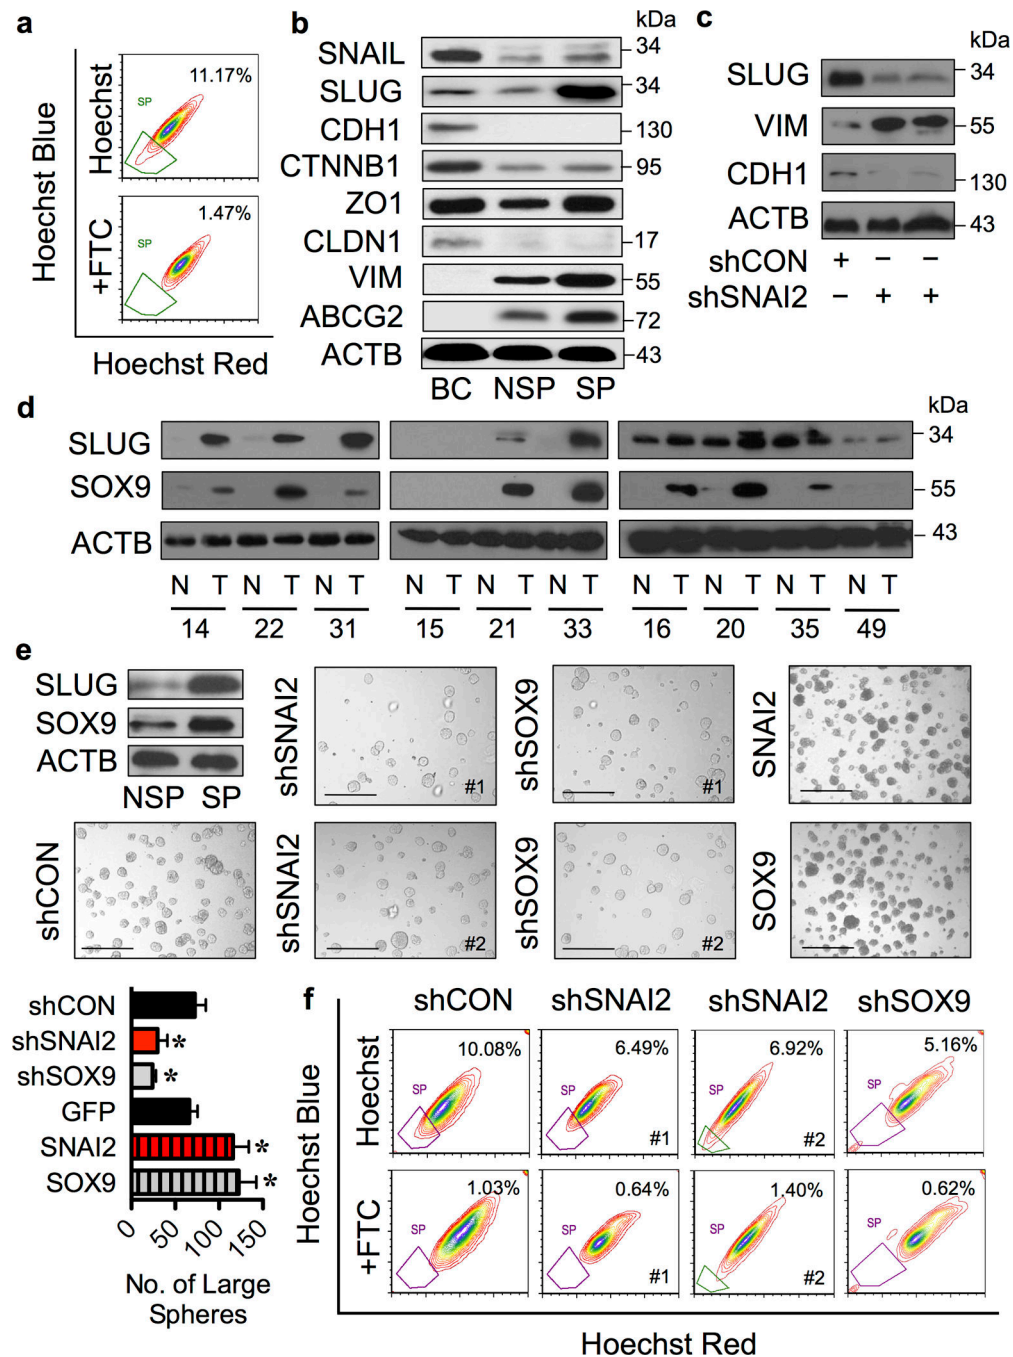 a
Hoechst Blue
Hoechst
11.17%
SP
+FTC
1.47%
SP
Hoechst Red
b
kDa
SNAIL 34
SLUG 34
CDH1 130
CTNNB1 95
ZO1
CLDN1 17
VIM 55
ABCG2 72
ACTB 43
BC NSP SP
c
kDa
SLUG 34
VIM 55
CDH1 130
ACTB 43
shCON + − −
shSNAI2 − + +
d
kDa
SLUG 34
SOX9 55
ACTB 43
N T N T N T N T N T N T N T N T N T N T
14 22 31 15 21 33 16 20 35 49
e
SLUG
SOX9
ACTB
NSP SP
shSNAI2
#1
shSOX9
#1
SNAI2
shCON
shSNAI2
#2
shSOX9
#2
SOX9
shCON
shSNAI2 *
shSOX9 *
GFP
SNAI2 *
SOX9 *
0 50 100 150
No. of Large
Spheres
f
shCON shSNAI2 shSNAI2 shSOX9
Hoechst Blue
Hoechst
10.08% 6.49% 6.92% 5.16%
SP SP SP SP
#1 #2
+FTC
1.03% 0.64% 1.40% 0.62%
SP SP SP SP
#1 #2
Hoechst Red